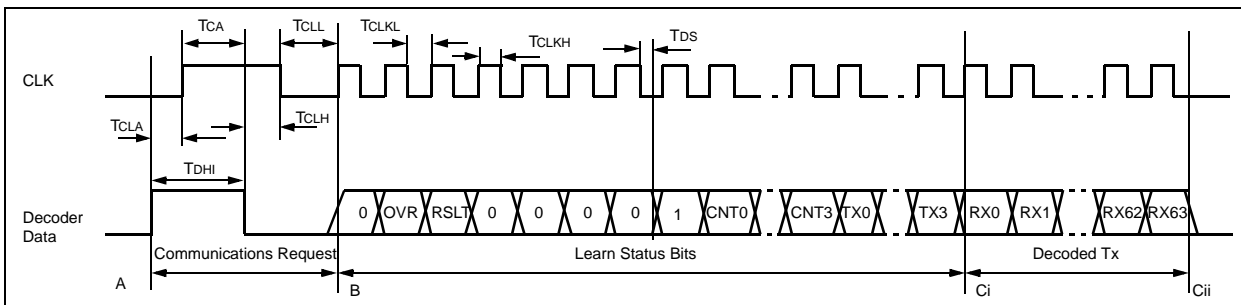 TCA TCLL TCLKL TCLKH TDS
CLK
TCLA TCLH
TDHI
Decoder Data
0 OVR RSLT 0 0 0 0 1 CNT0 CNT3 TX0 TX3 RX0 RX1 RX62 RX63
Communications Request Learn Status Bits Decoded Tx
A B Ci Cii